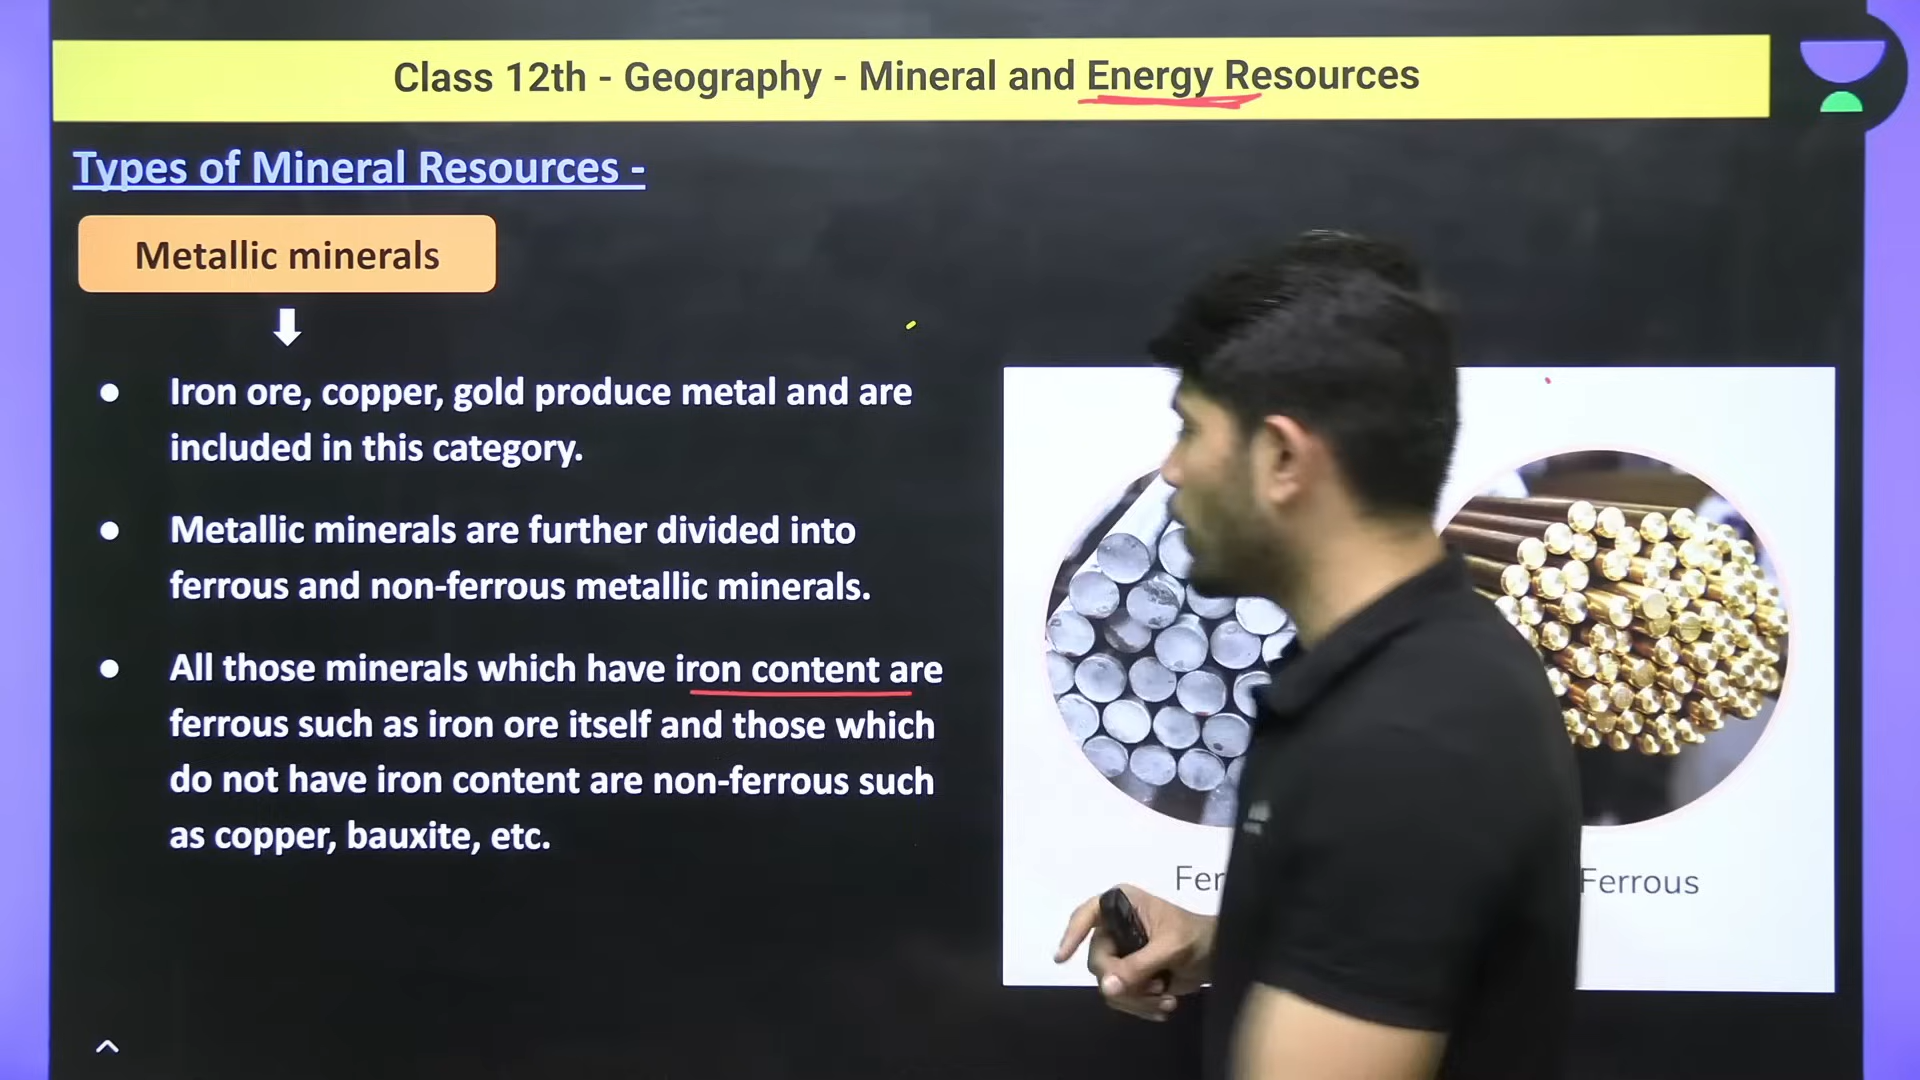 Class 12th - Geography - Mineral and Energy Resources
Types of Mineral Resources -
Metallic minerals
● Iron ore, copper, gold produce metal and are
included in this category.
● Metallic minerals are further divided into
ferrous and non-ferrous metallic minerals.
● All those minerals which have iron content are
ferrous such as iron ore itself and those which
do not have iron content are non-ferrous such
as copper, bauxite, etc.
Ferrous